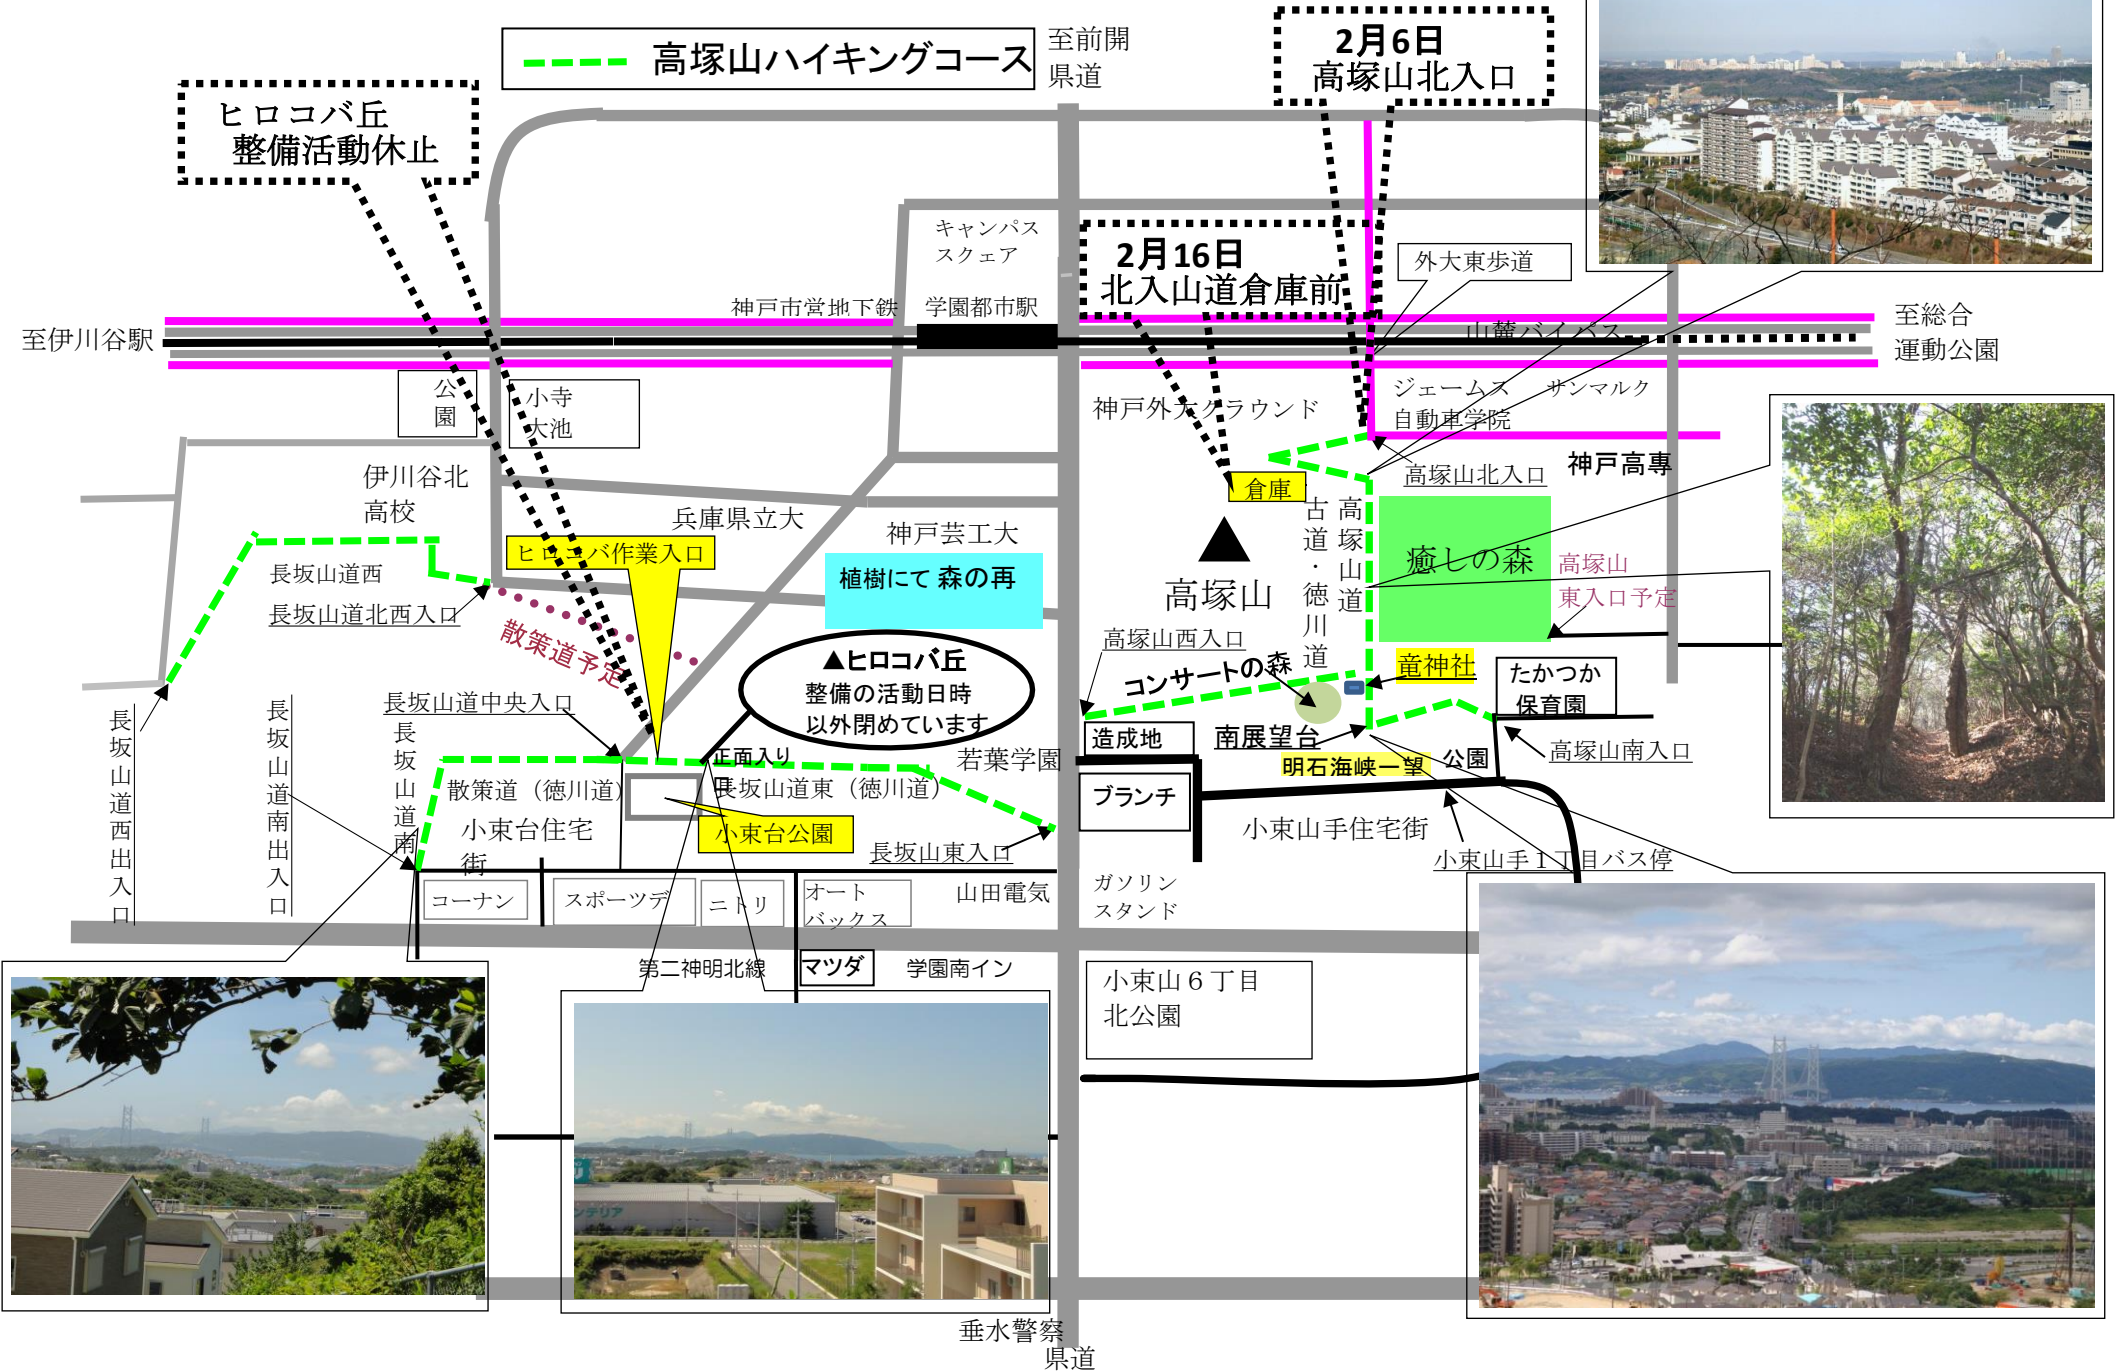 高塚山ハイキングコース
至前開
県道
2月6日
高塚山北入口
ヒロコバ丘
整備活動休止
キャンパス
スクェア
2月16日
北入山道倉庫前
外大東歩道
神戸市営地下鉄
学園都市駅
至伊川谷駅
山麓バイパス
至総合
運動公園
公
園
小寺
大池
神戸外大グラウンド
ジェームス
自動車学院
サンマルク
伊川谷北
高校
高塚山北入口
神戸高専
倉庫
兵庫県立大
神戸芸工大
ヒロコバ作業入口
植樹にて 森の再
高塚山
古道・徳川道
高塚山道
癒しの森
高塚山
東入口予定
長坂山道西
長坂山道北西入口
散策道予定
高塚山西入口
コンサートの森
竜神社
たかつか
保育園
▲ヒロコバ丘
整備の活動日時
以外閉めています
長坂山道中央入口
長坂山道西出入口
長坂山道南出入口
長坂山道南
正面入り
口
若葉学園
造成地
南展望台
明石海峡一望
公園
高塚山南入口
散策道（徳川道）
長坂山道東（徳川道）
ブランチ
小束台住宅
街
小束台公園
長坂山東入口
小束山手住宅街
小束山手１丁目バス停
コーナン
スポーツデ
ニトリ
オート
バックス
山田電気
ガソリン
スタンド
第二神明北線
マツダ
学園南イン
小束山６丁目
北公園
ンテリア
垂水警察
県道